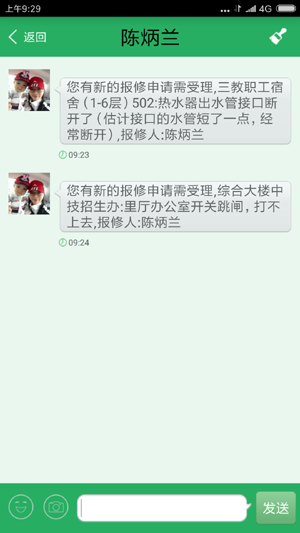 上午9:29
4G
返回
陈炳兰
您有新的报修申请需受理,三教职工宿
舍（1-6层）502:热水器出水管接口断
开了（估计接口的水管短了一点，经
常断开）,报修人:陈炳兰
09:23
您有新的报修申请需受理,综合大楼中
技招生办:里厅办公室开关跳闸，打不
上去,报修人:陈炳兰
09:24
发送